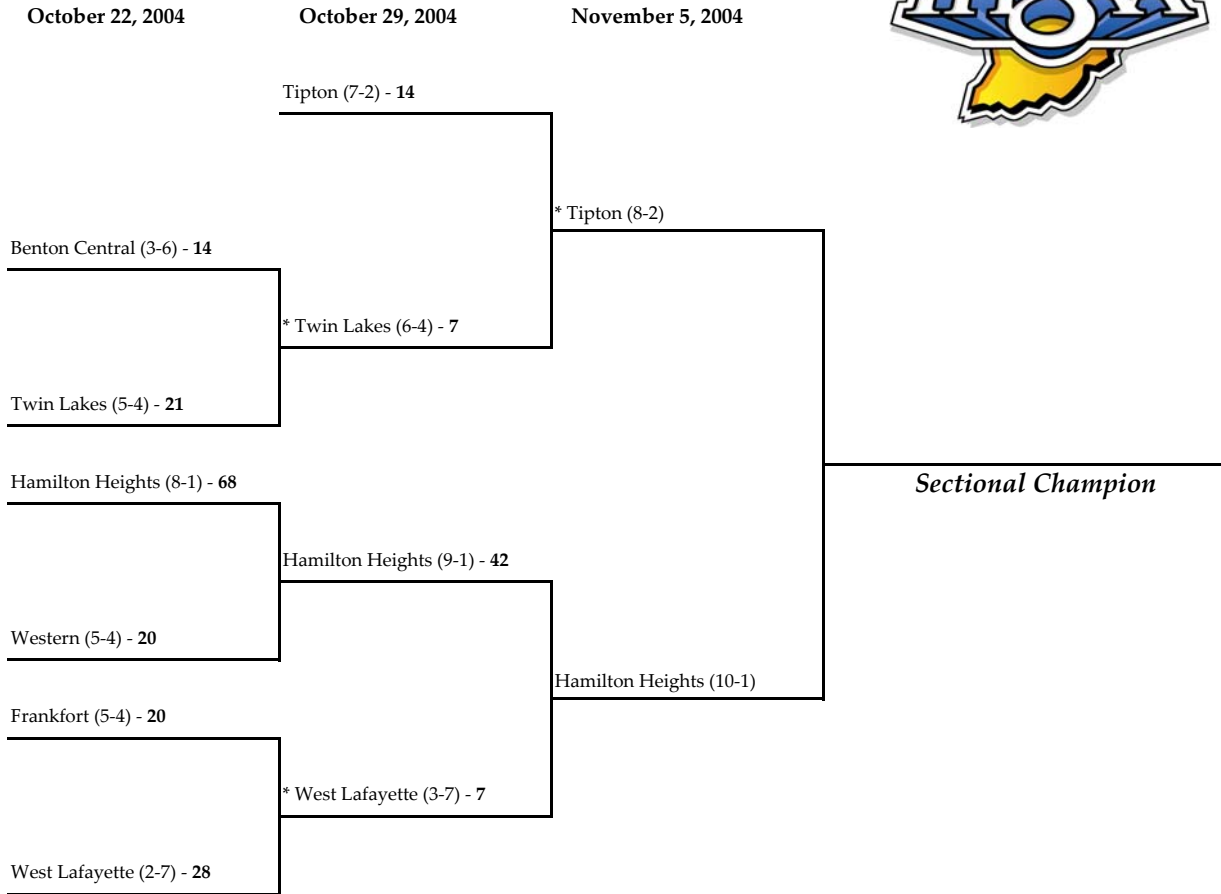 October 22, 2004 October 29, 2004 November 5, 2004
Tipton (7-2) - 14
* Tipton (8-2)
Benton Central (3-6) - 14
* Twin Lakes (6-4) - 7
Twin Lakes (5-4) - 21
Sectional Champion
Hamilton Heights (8-1) - 68
Hamilton Heights (9-1) - 42
Western (5-4) - 20
Hamilton Heights (10-1)
Frankfort (5-4) - 20
* West Lafayette (3-7) - 7
West Lafayette (2-7) - 28